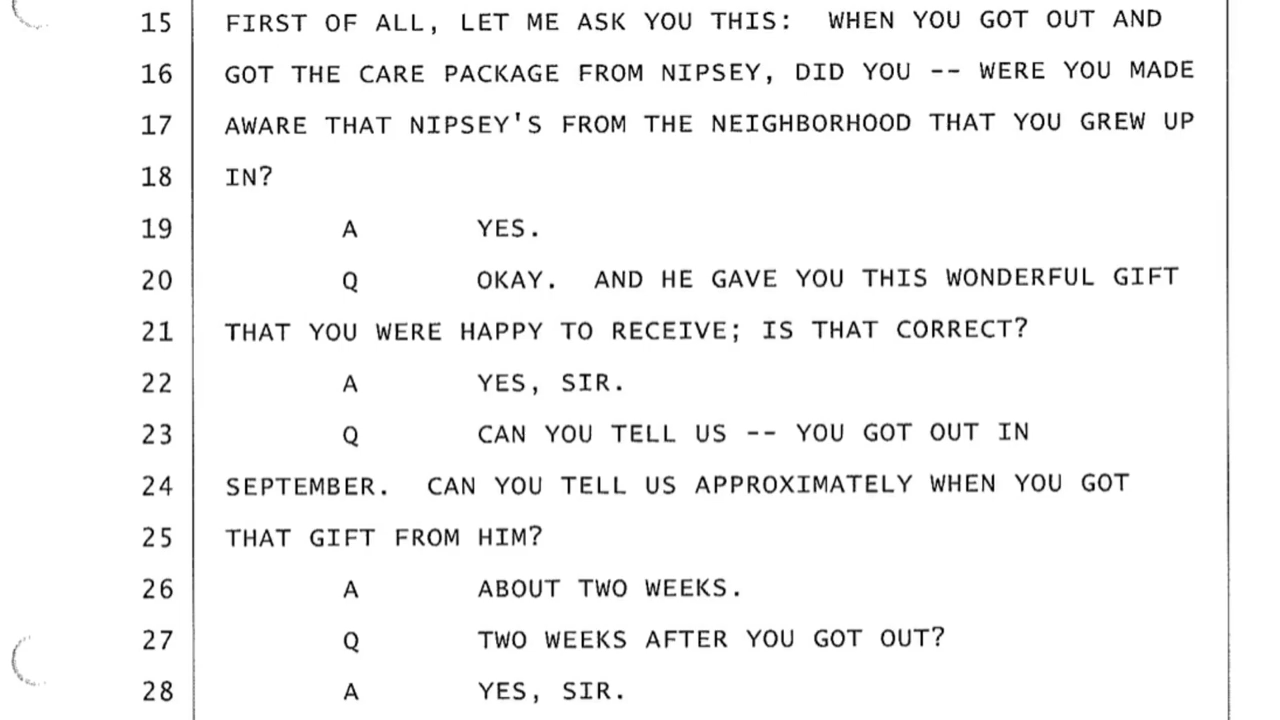 15 FIRST OF ALL, LET ME ASK YOU THIS: WHEN YOU GOT OUT AND
16 GOT THE CARE PACKAGE FROM NIPSEY, DID YOU -- WERE YOU MADE
17 AWARE THAT NIPSEY'S FROM THE NEIGHBORHOOD THAT YOU GREW UP
18 IN?
19 A YES.
20 Q OKAY. AND HE GAVE YOU THIS WONDERFUL GIFT
21 THAT YOU WERE HAPPY TO RECEIVE; IS THAT CORRECT?
22 A YES, SIR.
23 Q CAN YOU TELL US -- YOU GOT OUT IN
24 SEPTEMBER. CAN YOU TELL US APPROXIMATELY WHEN YOU GOT
25 THAT GIFT FROM HIM?
26 A ABOUT TWO WEEKS.
27 Q TWO WEEKS AFTER YOU GOT OUT?
28 A YES, SIR.